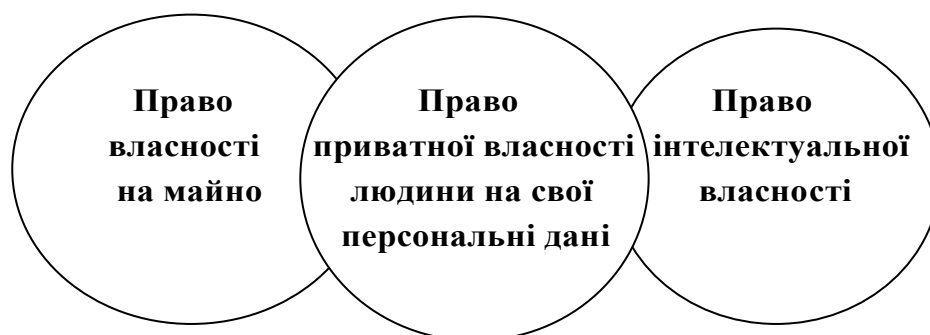 Право
власності
на майно
Право
приватної власності
людини на свої
персональні дані
Право
інтелектуальної
власності